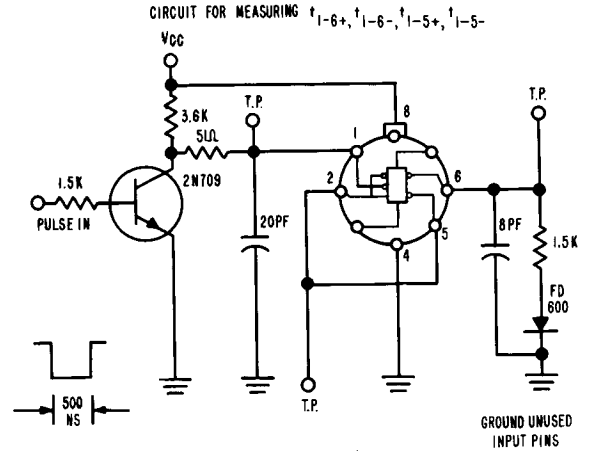 CIRCUIT FOR MEASURING t1-6+, t1-6-, t1-5+, t1-5-
VCC
T.P.
T.P.
3.6K
8
51Ω
1
1.5K
2N709
2
6
PULSE IN
20PF
8PF
5
1.5K
4
FD
600
500
NS
T.P.
GROUND UNUSED
INPUT PINS